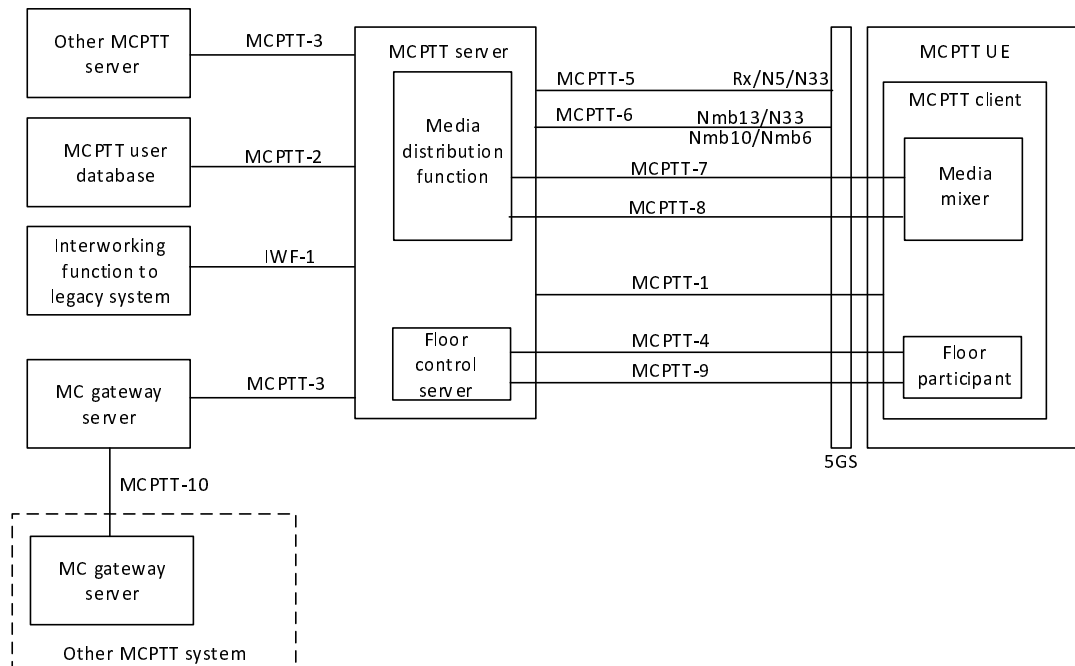 Other MCPTT
server
MCPTT-3
MCPTT user
database
MCPTT-2
Interworking
function to
legacy system
IWF-1
MC gateway
server
MCPTT-3
MCPTT-10
MC gateway
server
Other MCPTT system
MCPTT server
Media
distribution
function
Floor
control
server
MCPTT-5
Rx/N5/N33
MCPTT-6
Nmb13/N33
Nmb10/Nmb6
MCPTT-7
MCPTT-8
MCPTT-1
MCPTT-4
MCPTT-9
5GS
MCPTT UE
MCPTT client
Media
mixer
Floor
participant